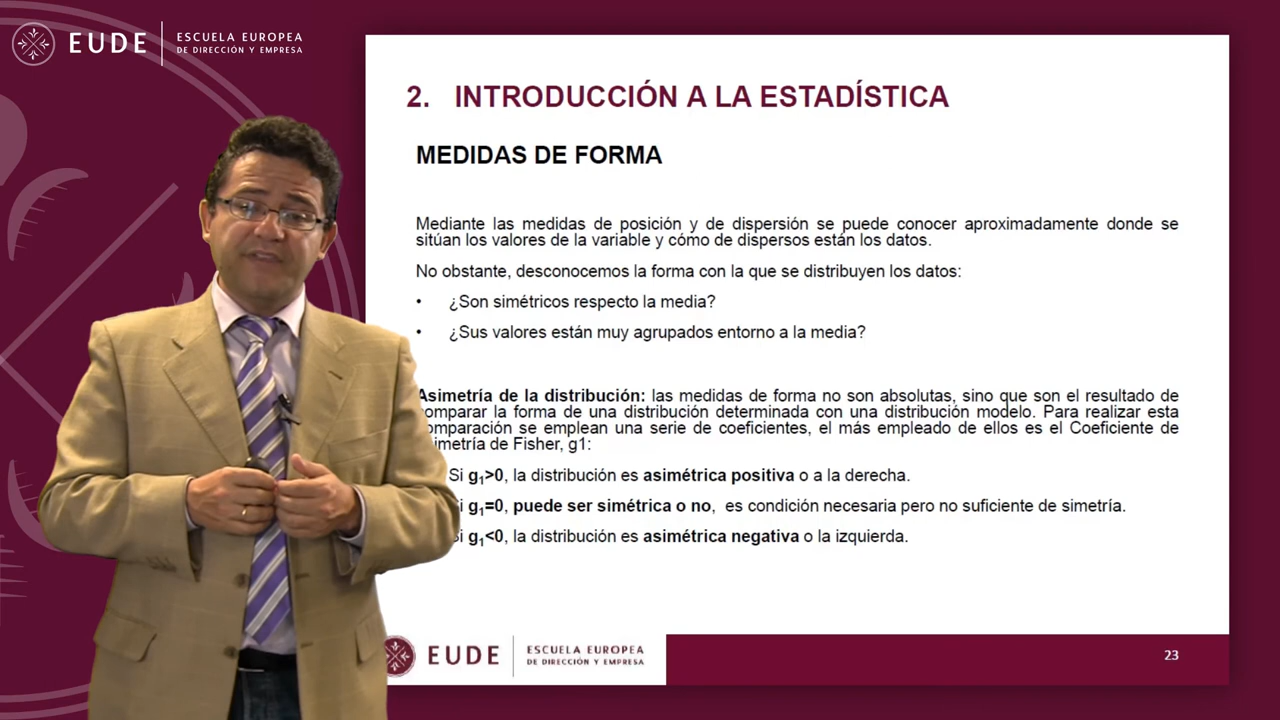 EUDE
ESCUELA EUROPEA
DE DIRECCIÓN Y EMPRESA
2. INTRODUCCIÓN A LA ESTADÍSTICA
MEDIDAS DE FORMA
Mediante las medidas de posición y de dispersión se puede conocer aproximadamente donde se
sitúan los valores de la variable y cómo de dispersos están los datos.
No obstante, desconocemos la forma con la que se distribuyen los datos:
• ¿Son simétricos respecto la media?
• ¿Sus valores están muy agrupados entorno a la media?
Asimetría de la distribución: las medidas de forma no son absolutas, sino que son el resultado de
comparar la forma de una distribución determinada con una distribución modelo. Para realizar esta
comparación se emplean una serie de coeficientes, el más empleado de ellos es el Coeficiente de
imetría de Fisher, g1:
Si g₁>0, la distribución es asimétrica positiva o a la derecha.
Si g₁=0, puede ser simétrica o no, es condición necesaria pero no suficiente de simetría.
Si g₁<0, la distribución es asimétrica negativa o la izquierda.
EUDE
ESCUELA EUROPEA
DE DIRECCIÓN Y EMPRESA
23